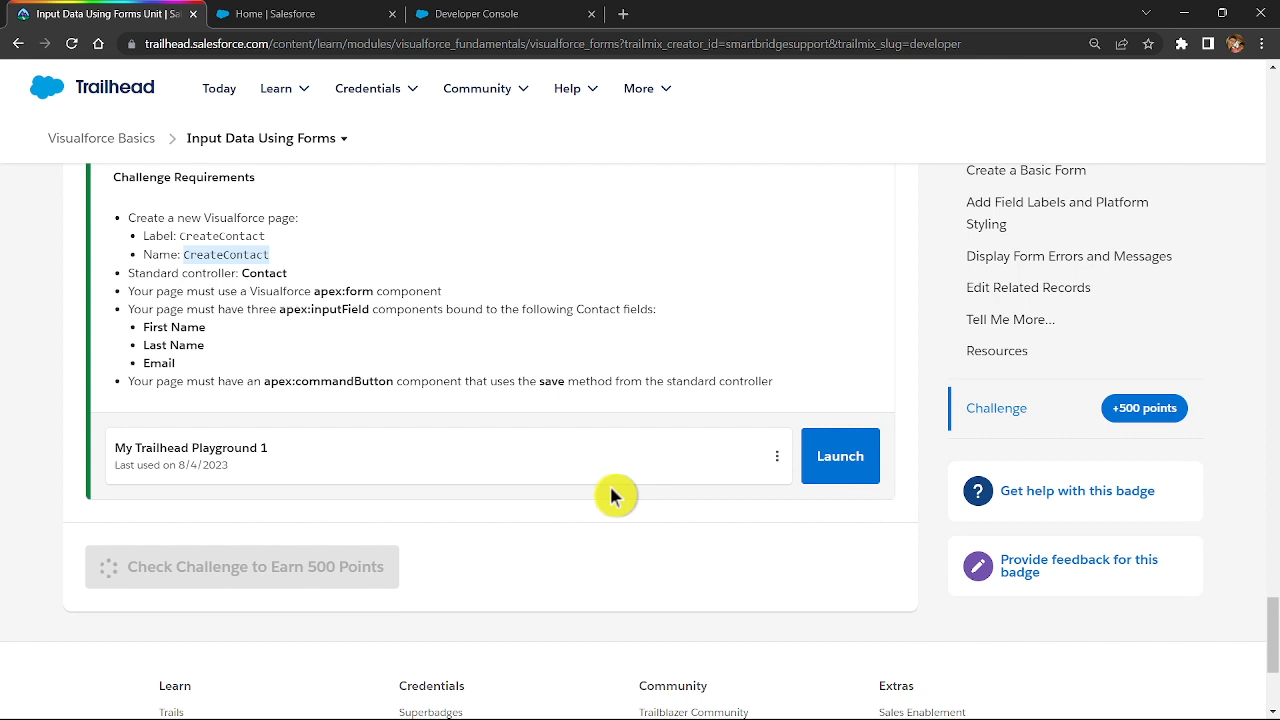 Input Data Using Forms Unit | Sal
Home | Salesforce
Developer Console
trailhead.salesforce.com/content/learn/modules/visualforce_fundamentals/visualforce_forms?trailmix_creator_id=smartbridgesupport&trailmix_slug=developer
Trailhead
Today
Learn
Credentials
Community
Help
More
Visualforce Basics
Input Data Using Forms
Challenge Requirements
Create a new Visualforce page:
Label: CreateContact
Name: CreateContact
Standard controller: Contact
Your page must use a Visualforce apex:form component
Your page must have three apex:inputField components bound to the following Contact fields:
First Name
Last Name
Email
Your page must have an apex:commandButton component that uses the save method from the standard controller
My Trailhead Playground 1
Last used on 8/4/2023
Launch
Check Challenge to Earn 500 Points
Create a Basic Form
Add Field Labels and Platform
Styling
Display Form Errors and Messages
Edit Related Records
Tell Me More...
Resources
Challenge
+500 points
Get help with this badge
Provide feedback for this
badge
Learn
Credentials
Community
Extras
Trails
Superbadges
Trailblazer Community
Sales Enablement